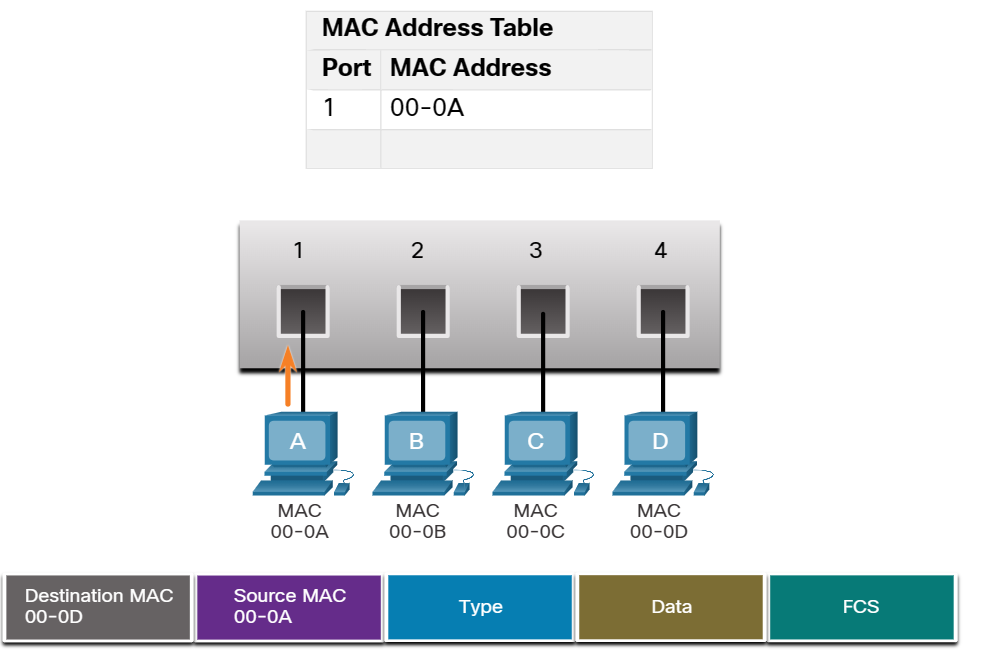 MAC Address Table
Port MAC Address
1 00-0A
1 2 3 4
A B C D
MAC MAC MAC MAC
00-0A 00-0B 00-0C 00-0D
Destination MAC
00-0D
Source MAC
00-0A
Type
Data
FCS